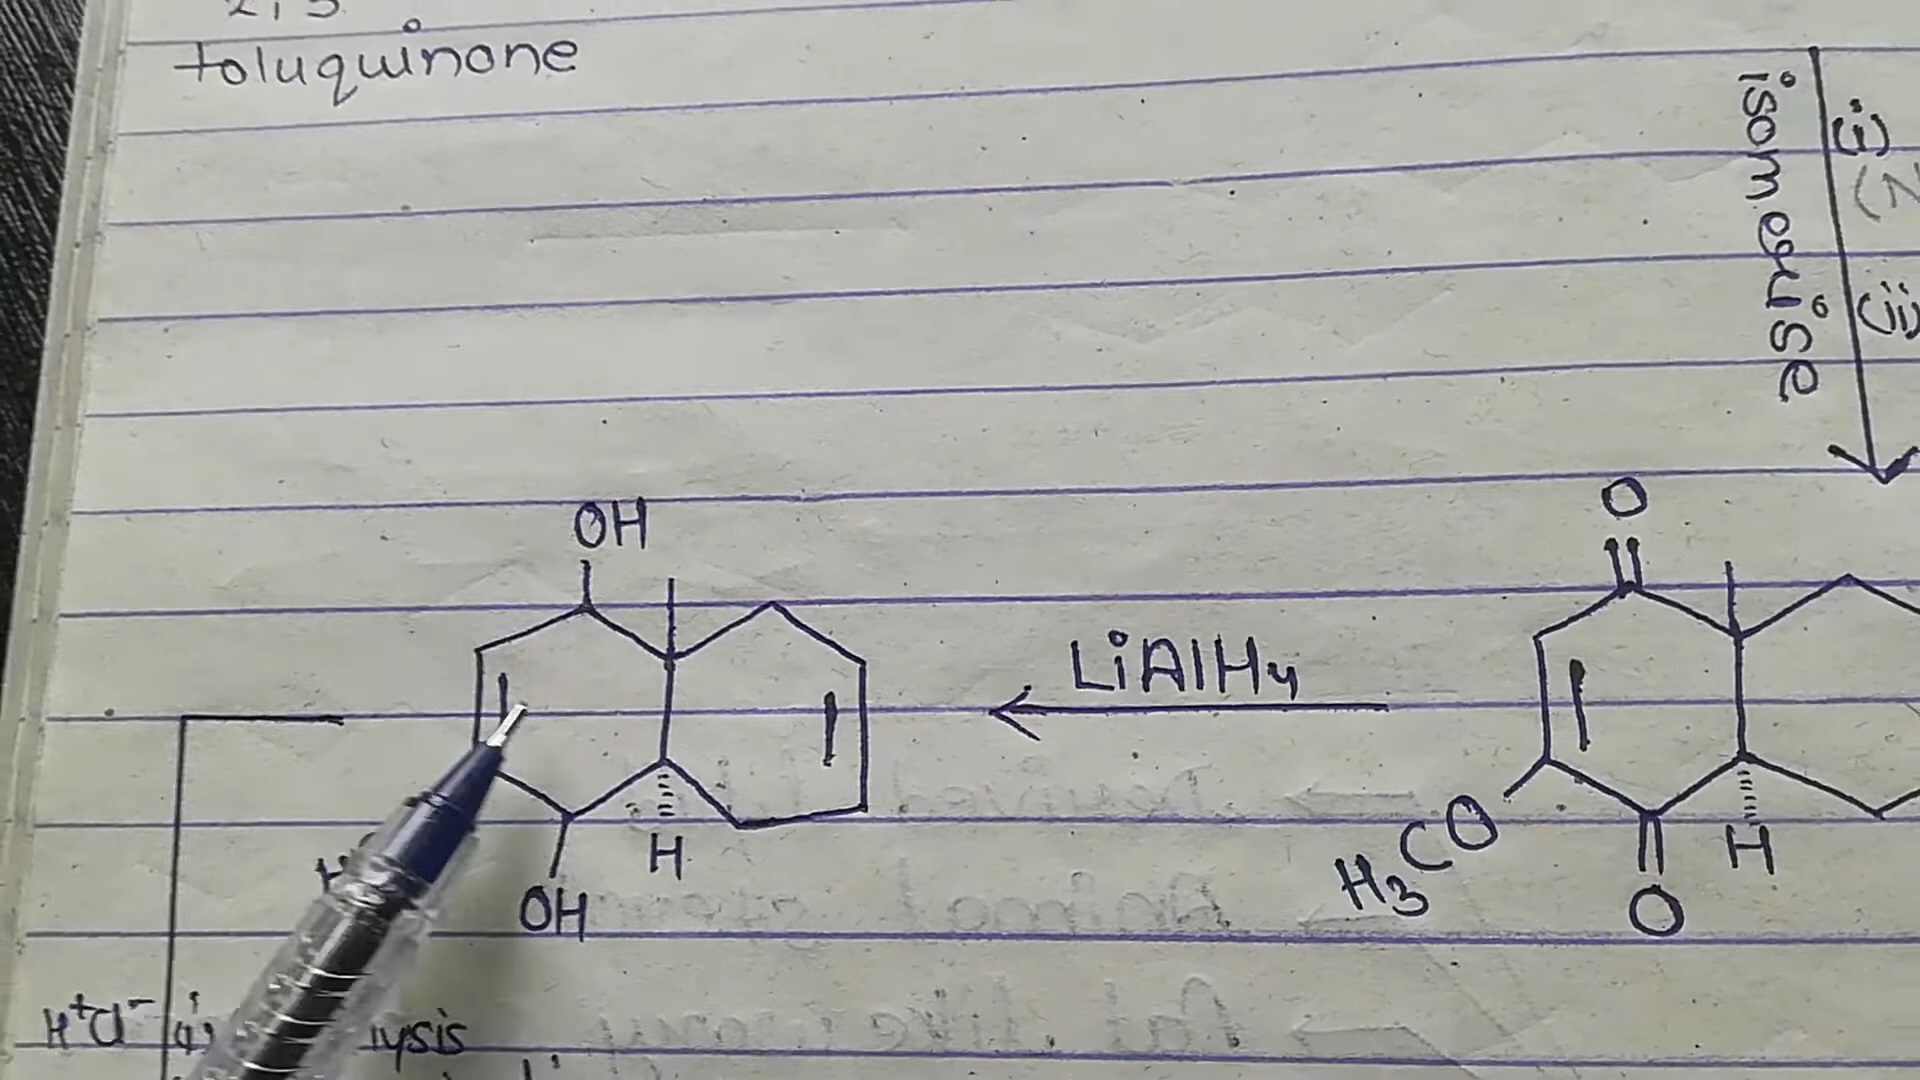 toluquinone
isomerise
(i)
(ii)
O
OH
LiAlH4
H3CO
H
H
O
OH
H+Cl-
lysis